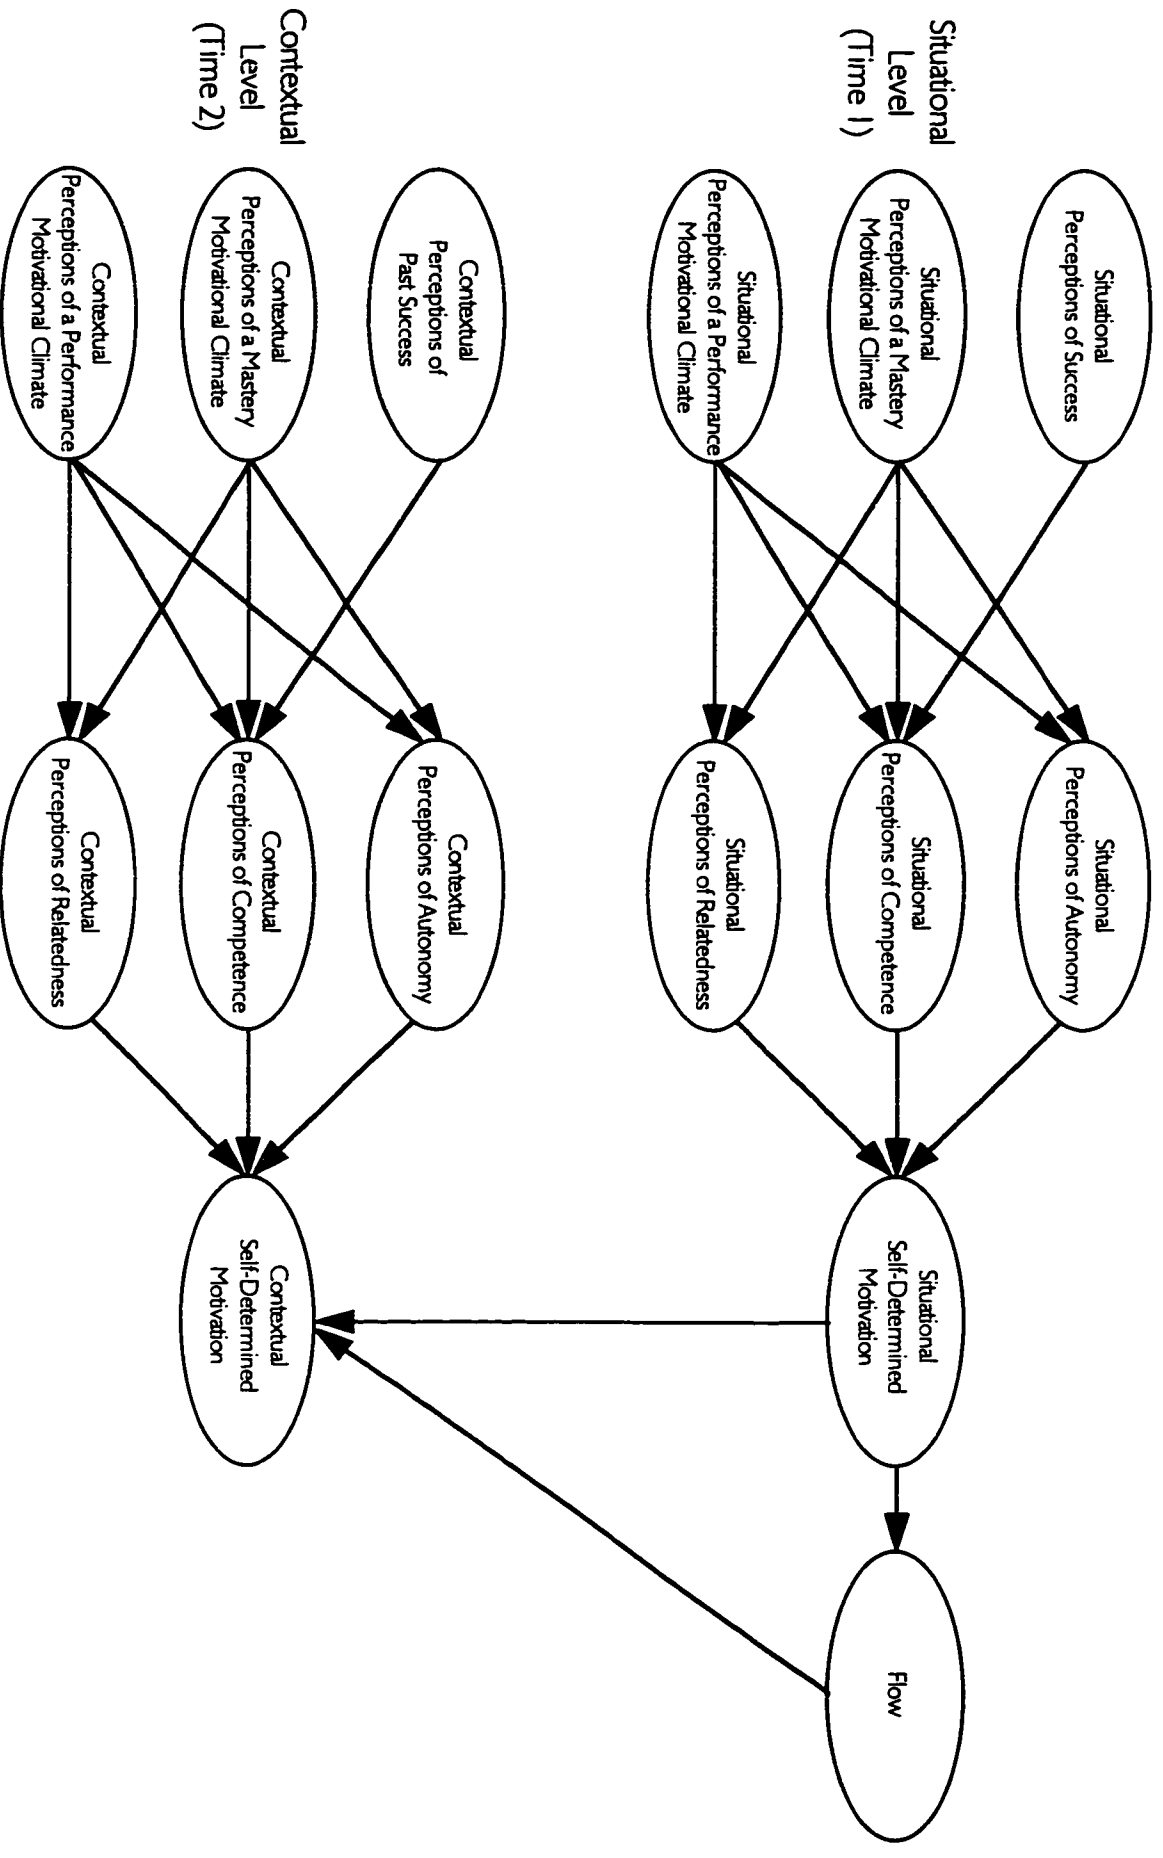 Situational
Level
(Time 1)
Situational
Perceptions of Success
Situational
Perceptions of a Mastery
Motivational Climate
Situational
Perceptions of a Performance
Motivational Climate
Situational
Perceptions of Autonomy
Situational
Perceptions of Competence
Situational
Perceptions of Relatedness
Situational
Self-Determined
Motivation
Flow
Contextual
Level
(Time 2)
Contextual
Perceptions of
Past Success
Contextual
Perceptions of a Mastery
Motivational Climate
Contextual
Perceptions of a Performance
Motivational Climate
Contextual
Perceptions of Autonomy
Contextual
Perceptions of Competence
Contextual
Perceptions of Relatedness
Contextual
Self-Determined
Motivation